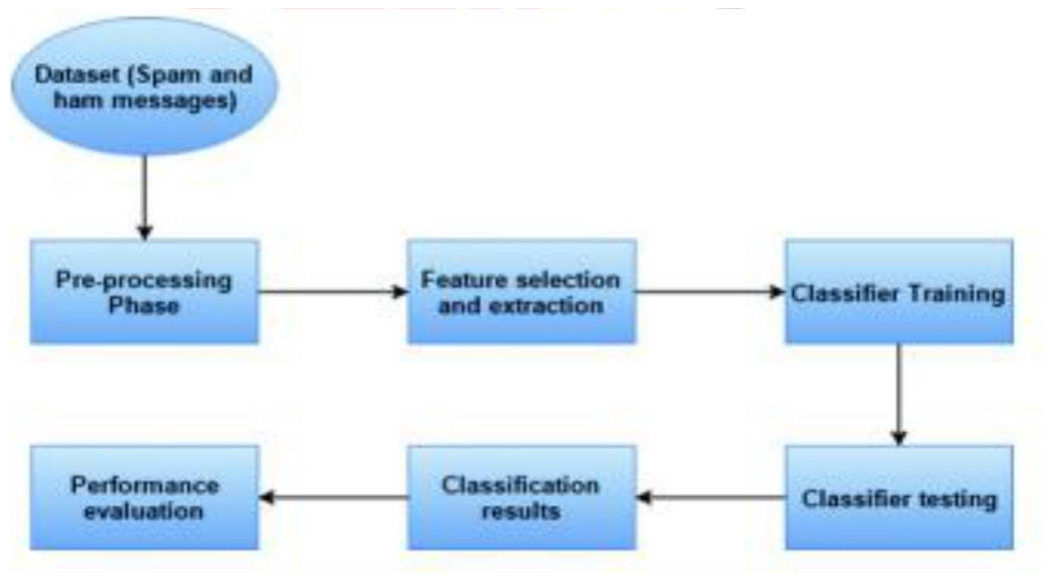 Dataset (Spam and
ham messages)
Pre-processing
Phase
Feature selection
and extraction
Classifier Training
Classifier testing
Classification
results
Performance
evaluation